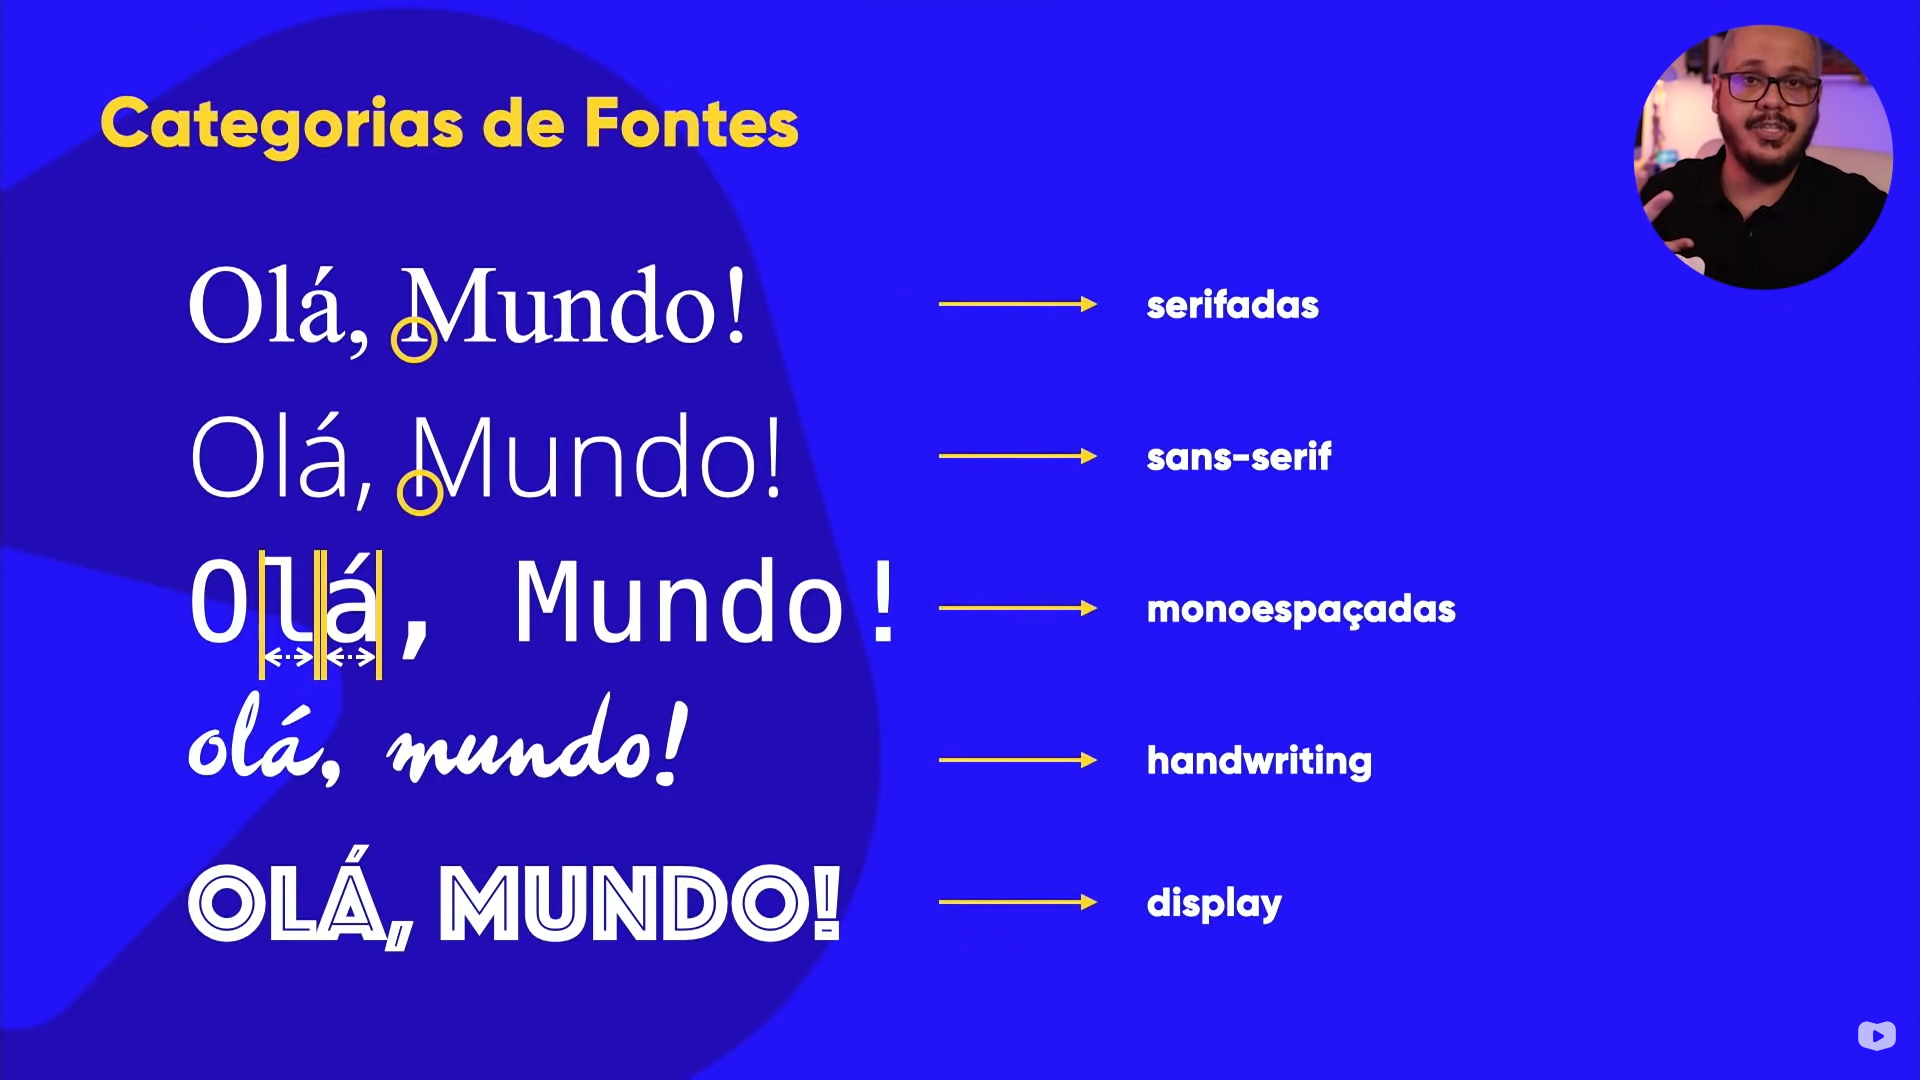 Categorias de Fontes
Olá, Mundo!
serifadas
Olá, Mundo!
sans-serif
Olá, Mundo!
monoespaçadas
olá, mundo!
handwriting
OLÁ, MUNDO!
display